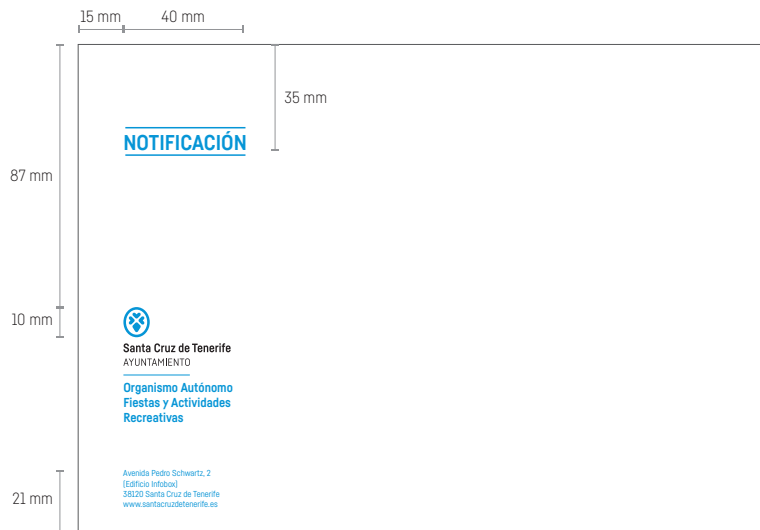 15 mm
40 mm
35 mm
NOTIFICACIÓN
87 mm
10 mm
Santa Cruz de Tenerife
AYUNTAMIENTO
Organismo Autónomo
Fiestas y Actividades
Recreativas
Avenida Pedro Schwartz, 2
(Edificio Infobox)
38120 Santa Cruz de Tenerife
www.santacruzdetenerife.es
21 mm